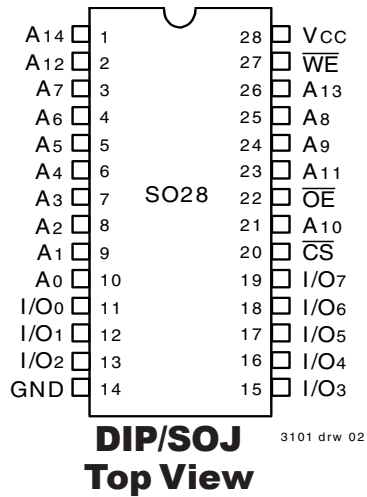 A14 1 28 VCC
A12 2 27 W̅E̅
A7 3 26 A13
A6 4 25 A8
A5 5 24 A9
A4 6 23 A11
A3 7 SO28 22 O̅E̅
A2 8 21 A10
A1 9 20 C̅S̅
A0 10 19 I/O7
I/O0 11 18 I/O6
I/O1 12 17 I/O5
I/O2 13 16 I/O4
GND 14 15 I/O3
DIP/SOJ 3101 drw 02
Top View